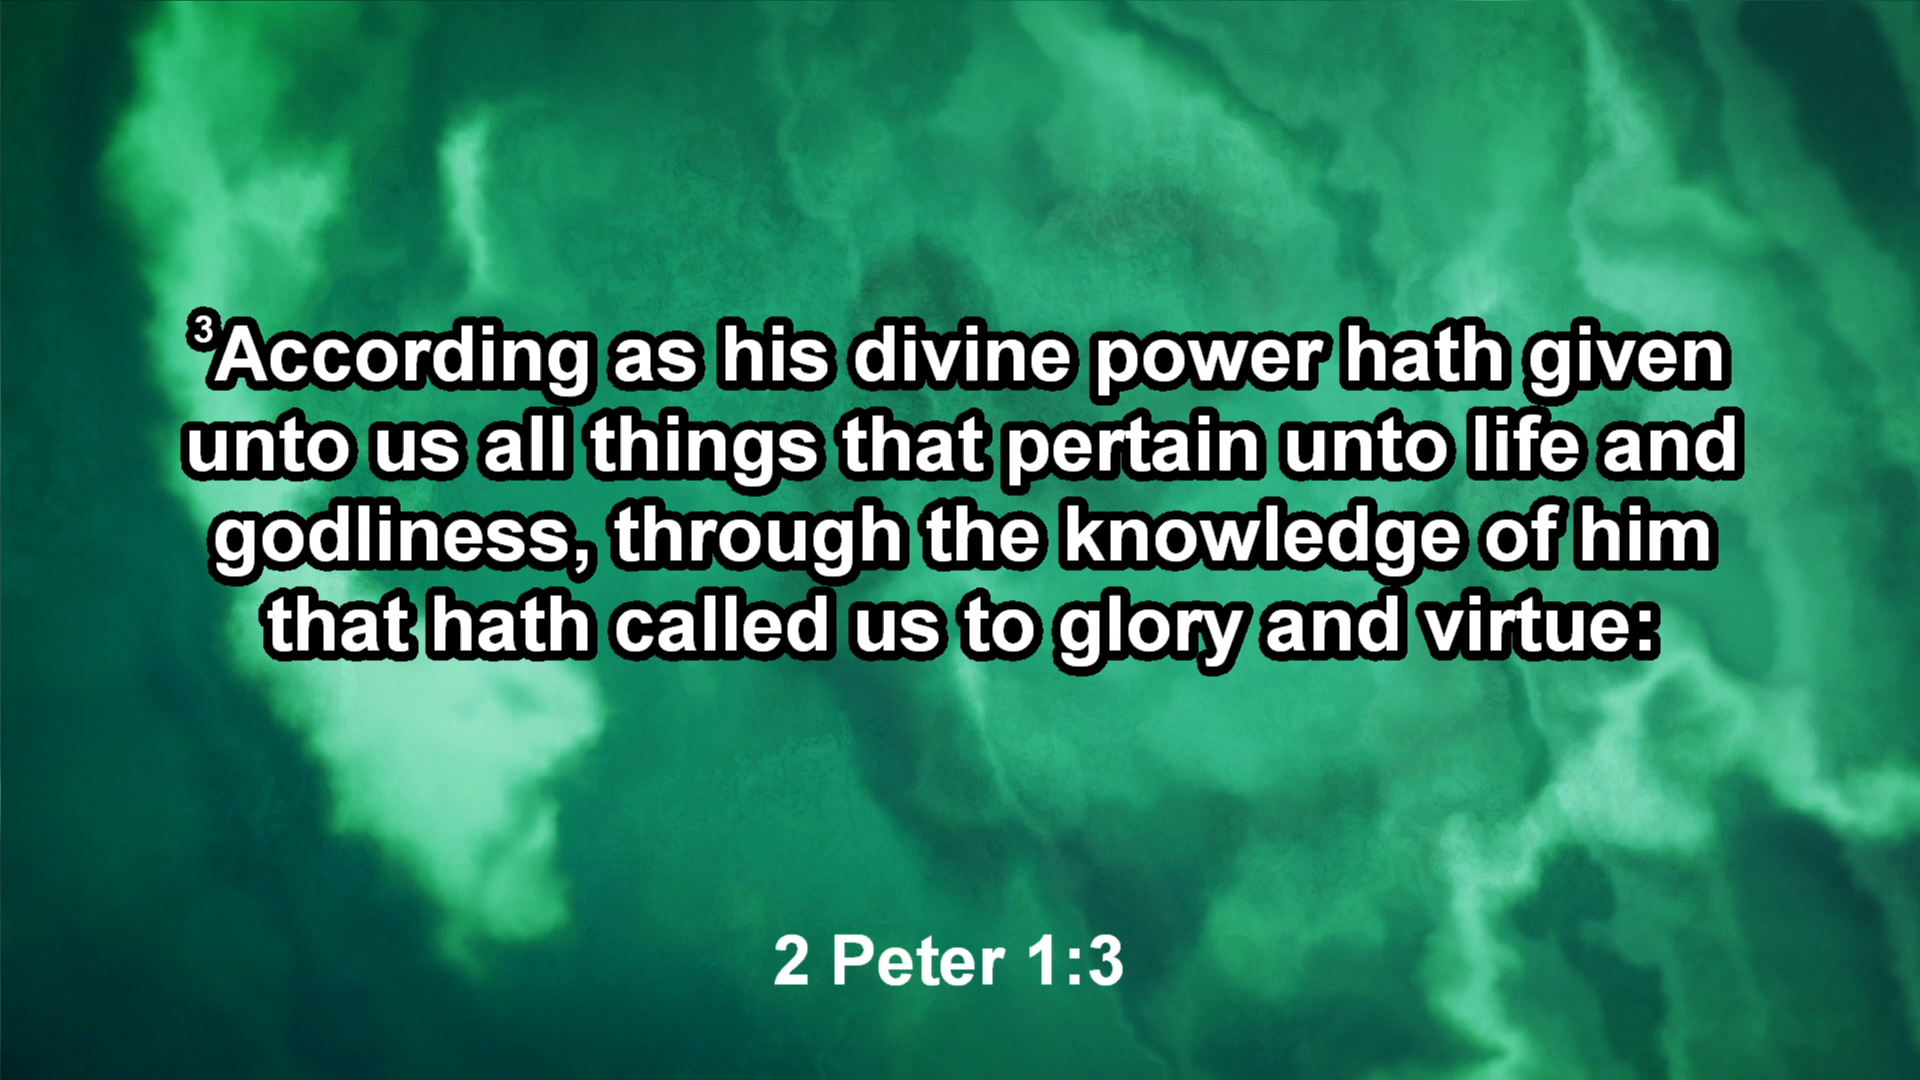 ³According as his divine power hath given
unto us all things that pertain unto life and
godliness, through the knowledge of him
that hath called us to glory and virtue:
2 Peter 1:3